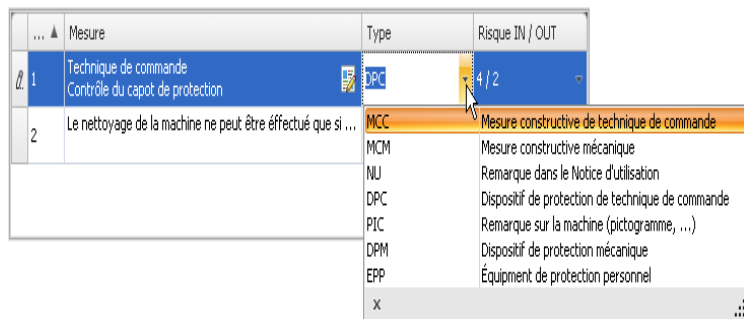 ... Mesure Type Risque IN / OUT
1 Technique de commande
Contrôle du capot de protection DPC 4 / 2
2 Le nettoyage de la machine ne peut être éffectué que si ...
MCC Mesure constructive de technique de commande
MCM Mesure constructive mécanique
NU Remarque dans le Notice d'utilisation
DPC Dispositif de protection de technique de commande
PIC Remarque sur la machine (pictogramme, ...)
DPM Dispositif de protection mécanique
EPP Équipment de protection personnel
x